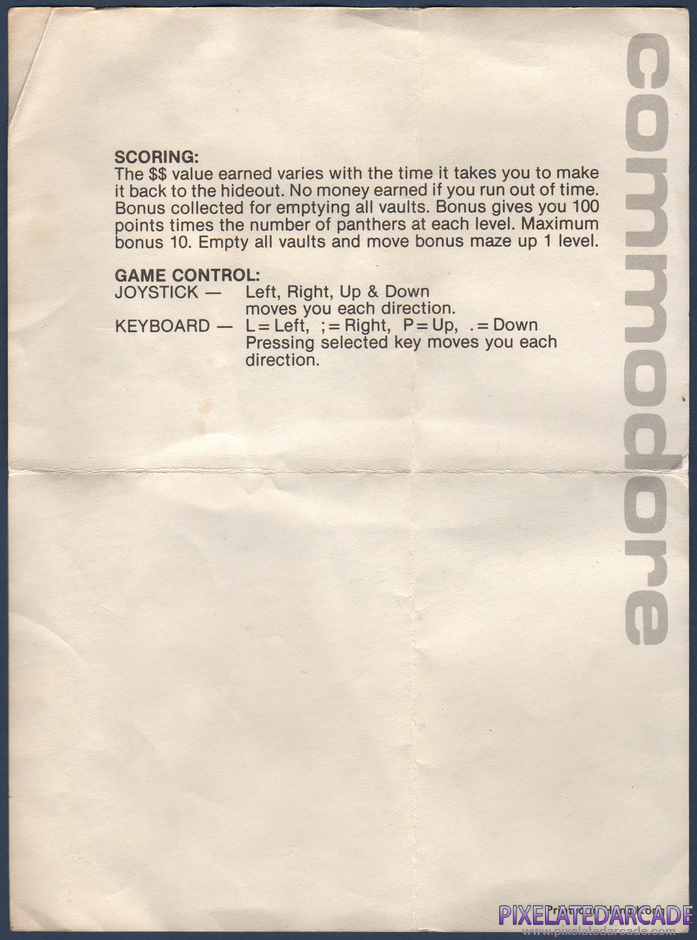 commodore
SCORING:
The $$ value earned varies with the time it takes you to make
it back to the hideout. No money earned if you run out of time.
Bonus collected for emptying all vaults. Bonus gives you 100
points times the number of panthers at each level. Maximum
bonus 10. Empty all vaults and move bonus maze up 1 level.
GAME CONTROL:
JOYSTICK — Left, Right, Up & Down
moves you each direction.
KEYBOARD — L = Left, ; = Right, P = Up, . = Down
Pressing selected key moves you each
direction.
PIXELATEDARCADE
www.pixelatedarcade.com